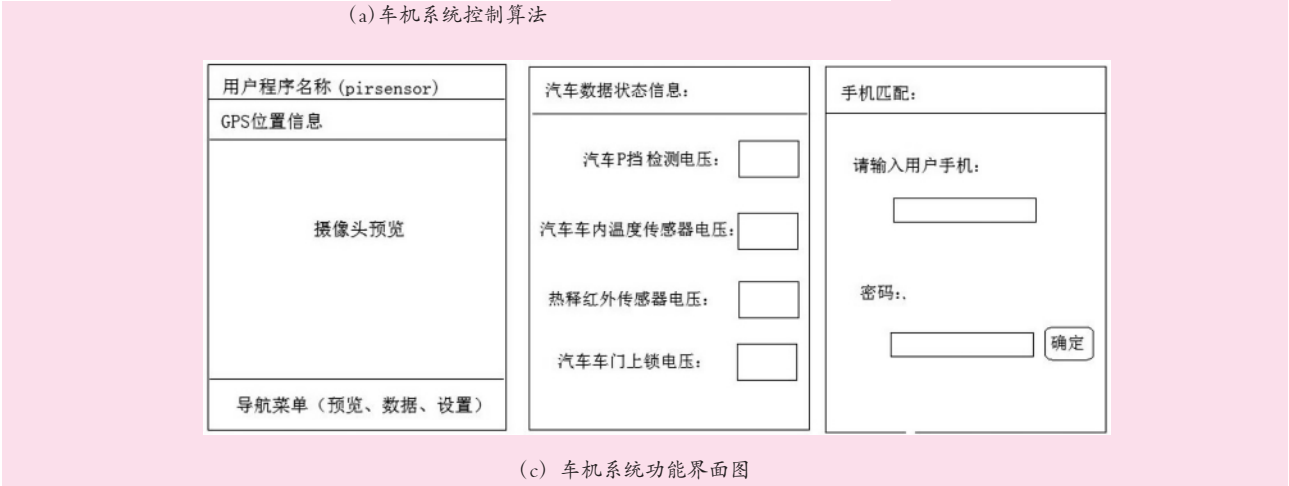 (a)车机系统控制算法
用户程序名称 (pirsensor)
GPS位置信息
摄像头预览
导航菜单（预览、数据、设置）
汽车数据状态信息：
汽车P挡检测电压：
汽车车内温度传感器电压：
热释红外传感器电压：
汽车车门上锁电压：
手机匹配：
请输入用户手机：
密码：.
确定
(c) 车机系统功能界面图